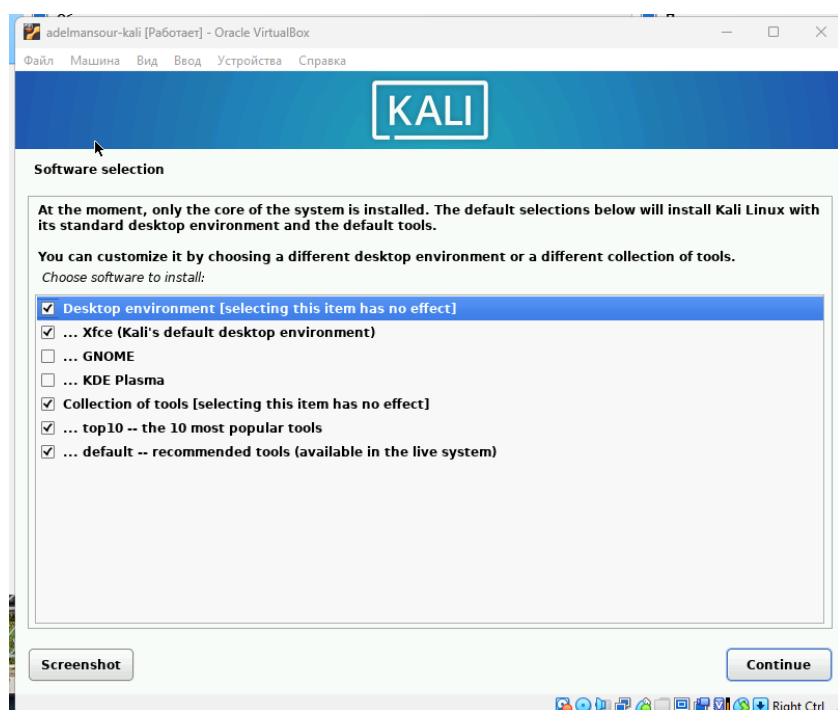 adelmansour-kali [Работает] - Oracle VirtualBox
Файл Машина Вид Ввод Устройства Справка
KALI
Software selection
At the moment, only the core of the system is installed. The default selections below will install Kali Linux with
its standard desktop environment and the default tools.
You can customize it by choosing a different desktop environment or a different collection of tools.
Choose software to install:
Desktop environment [selecting this item has no effect]
... Xfce (Kali's default desktop environment)
... GNOME
... KDE Plasma
Collection of tools [selecting this item has no effect]
... top10 -- the 10 most popular tools
... default -- recommended tools (available in the live system)
Screenshot
Continue
Right Ctrl